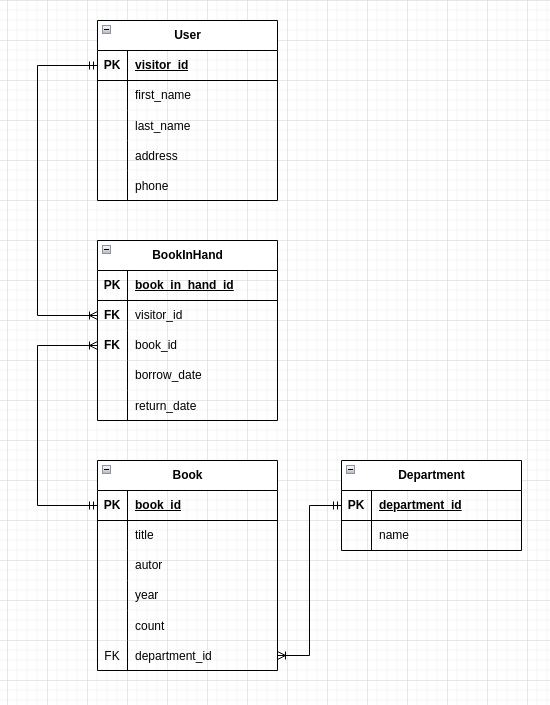 User
PK visitor_id
first_name
last_name
address
phone
BookInHand
PK book_in_hand_id
FK visitor_id
FK book_id
borrow_date
return_date
Book
PK book_id
title
autor
year
count
FK department_id
Department
PK department_id
name